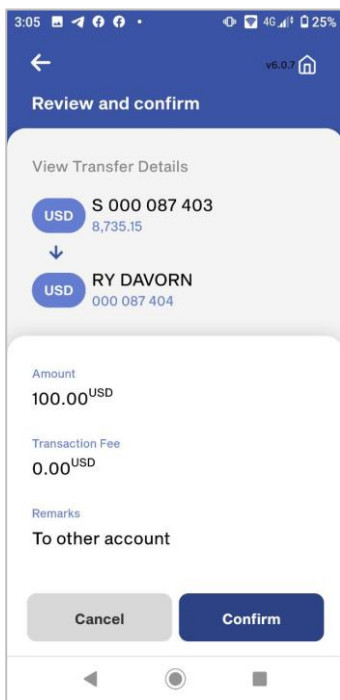 3:05 4G 25%
v6.0.7
Review and confirm
View Transfer Details
USD S 000 087 403
8,735.15
USD RY DAVORN
000 087 404
Amount
100.00USD
Transaction Fee
0.00USD
Remarks
To other account
Cancel Confirm